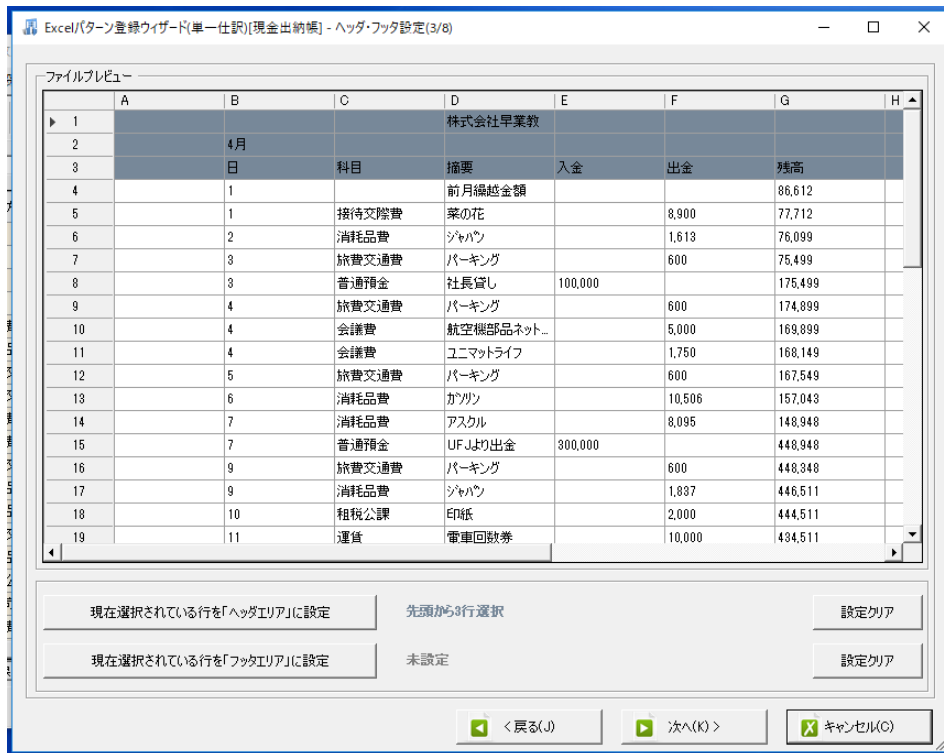 Excelパターン登録ウィザード(単一仕訳)[現金出納帳] - ヘッダ・フッタ設定(3/8)
ファイルプレビュー
A B C D E F G H
1 株式会社早業教
2 4月
3 日 科目 摘要 入金 出金 残高
4 1 前月繰越金額 86,612
5 1 接待交際費 菜の花 8,900 77,712
6 2 消耗品費 ジャパン 1,613 76,099
7 3 旅費交通費 パーキング 600 75,499
8 3 普通預金 社長貸し 100,000 175,499
9 4 旅費交通費 パーキング 600 174,899
10 4 会議費 航空機部品ネット... 5,000 169,899
11 4 会議費 ユニマットライフ 1,750 168,149
12 5 旅費交通費 パーキング 600 167,549
13 6 消耗品費 ガソリン 10,506 157,043
14 7 消耗品費 アスクル 8,095 148,948
15 7 普通預金 UFJより出金 300,000 448,948
16 9 旅費交通費 パーキング 600 448,348
17 9 消耗品費 ジャパン 1,837 446,511
18 10 租税公課 印紙 2,000 444,511
19 11 運賃 電車回数券 10,000 434,511
現在選択されている行を「ヘッダエリア」に設定 先頭から3行選択 設定クリア
現在選択されている行を「フッタエリア」に設定 未設定 設定クリア
< 戻る(J) 次へ(K) > キャンセル(C)